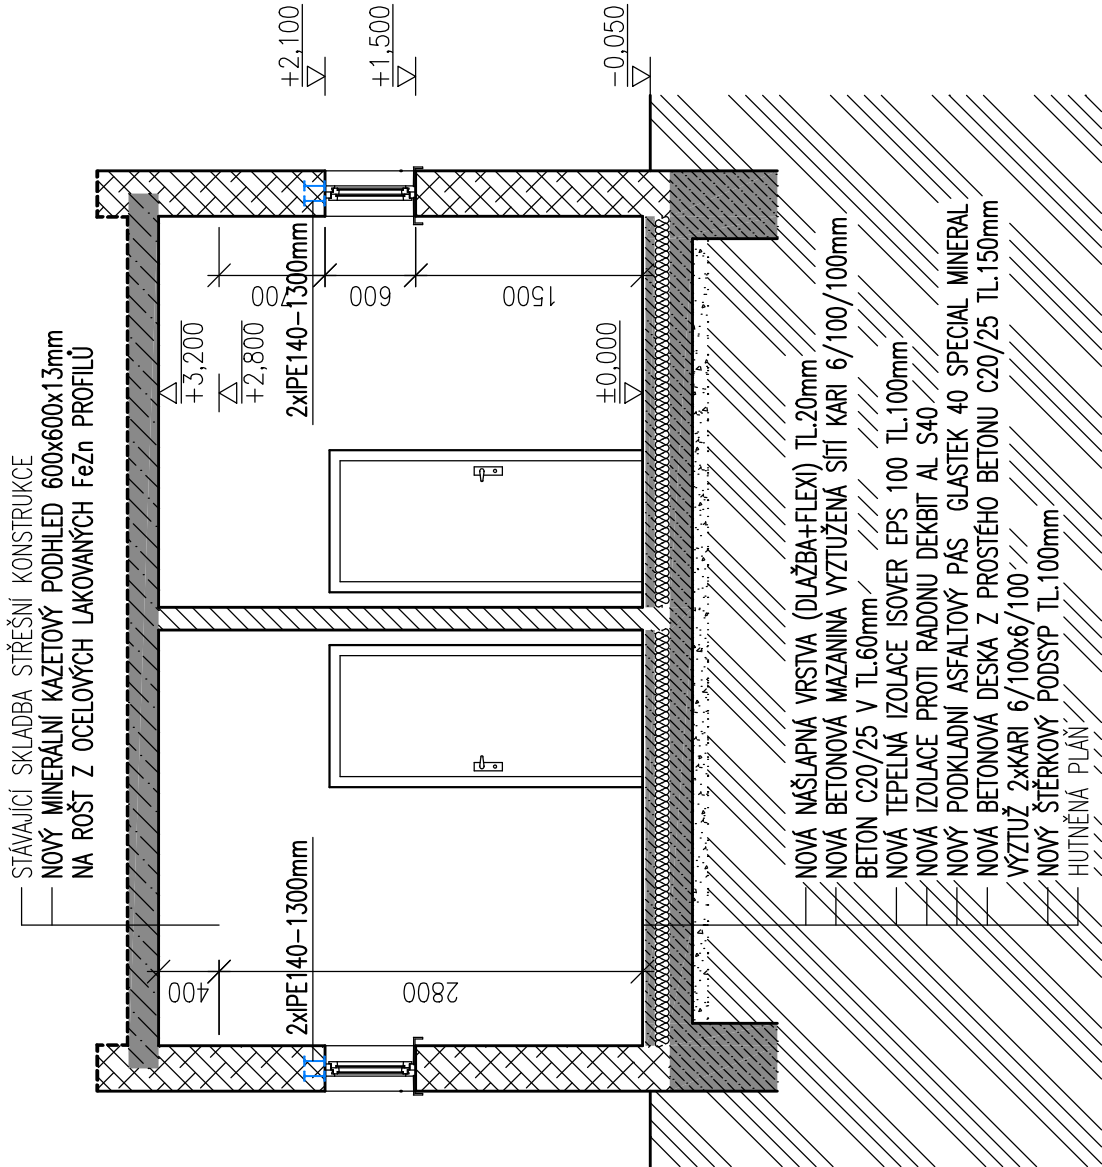 STÁVAJÍCÍ SKLADBA STŘEŠNÍ KONSTRUKCE
NOVÝ MINERÁLNÍ KAZETOVÝ PODHLED 600x600x13mm
NA ROŠT Z OCELOVÝCH LAKOVANÝCH FeZn PROFILŮ
+2,100
+1,500
-0,050
+3,200
+2,800
±0,000
2xIPE140-1300mm
2xIPE140-1300mm
700
600
1500
400
2800
NOVÁ NÁŠLAPNÁ VRSTVA (DLAŽBA+FLEXI) TL.20mm
NOVÁ BETONOVÁ MAZANINA VYZTUŽENÁ SÍTÍ KARI 6/100/100mm
BETON C20/25 V TL.60mm
NOVÁ TEPELNÁ IZOLACE ISOVER EPS 100 TL.100mm
NOVÁ IZOLACE PROTI RADONU DEKBIT AL S40
NOVÝ PODKLADNÍ ASFALTOVÝ PÁS GLASTEK 40 SPECIAL MINERAL
NOVÁ BETONOVÁ DESKA Z PROSTÉHO BETONU C20/25 TL.150mm
VÝZTUŽ 2xKARI 6/100x6/100
NOVÝ ŠTĚRKOVÝ PODSYP TL.100mm
HUTNĚNÁ PLÁŇ